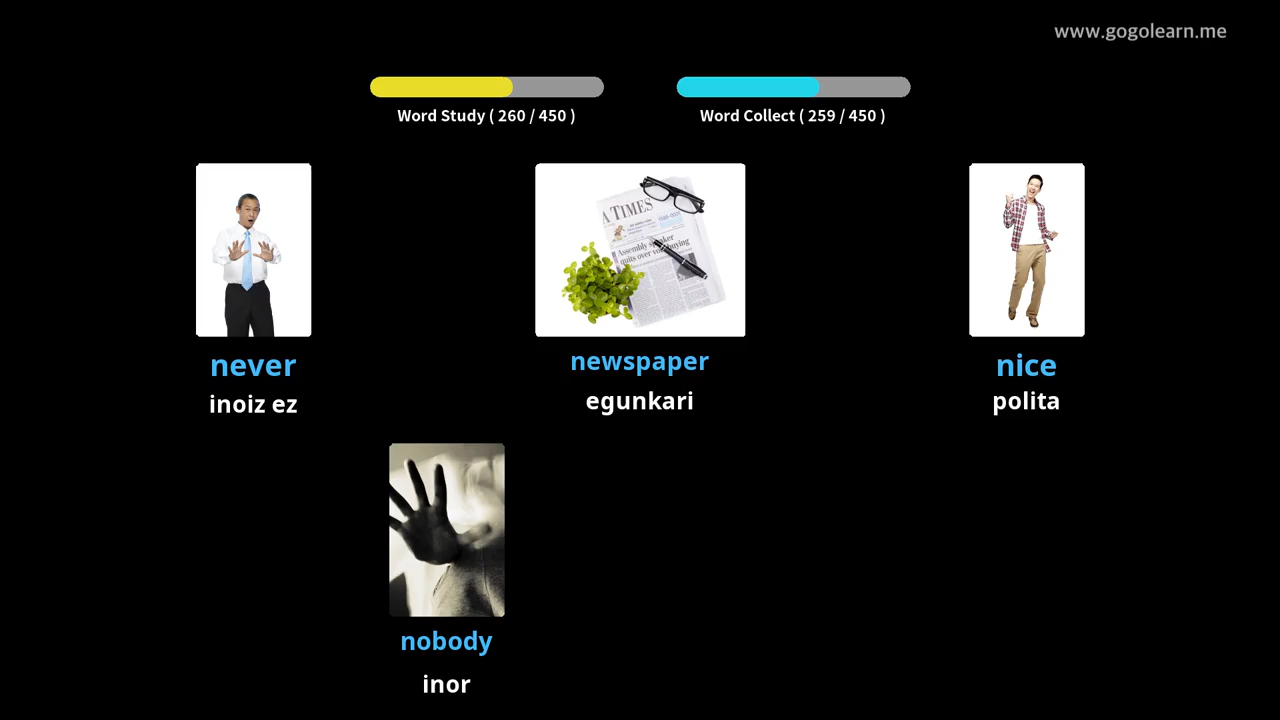 www.gogolearn.me
Word Study ( 260 / 450 )
Word Collect ( 259 / 450 )
A TIMES
never
inoiz ez
newspaper
egunkari
nice
polita
nobody
inor